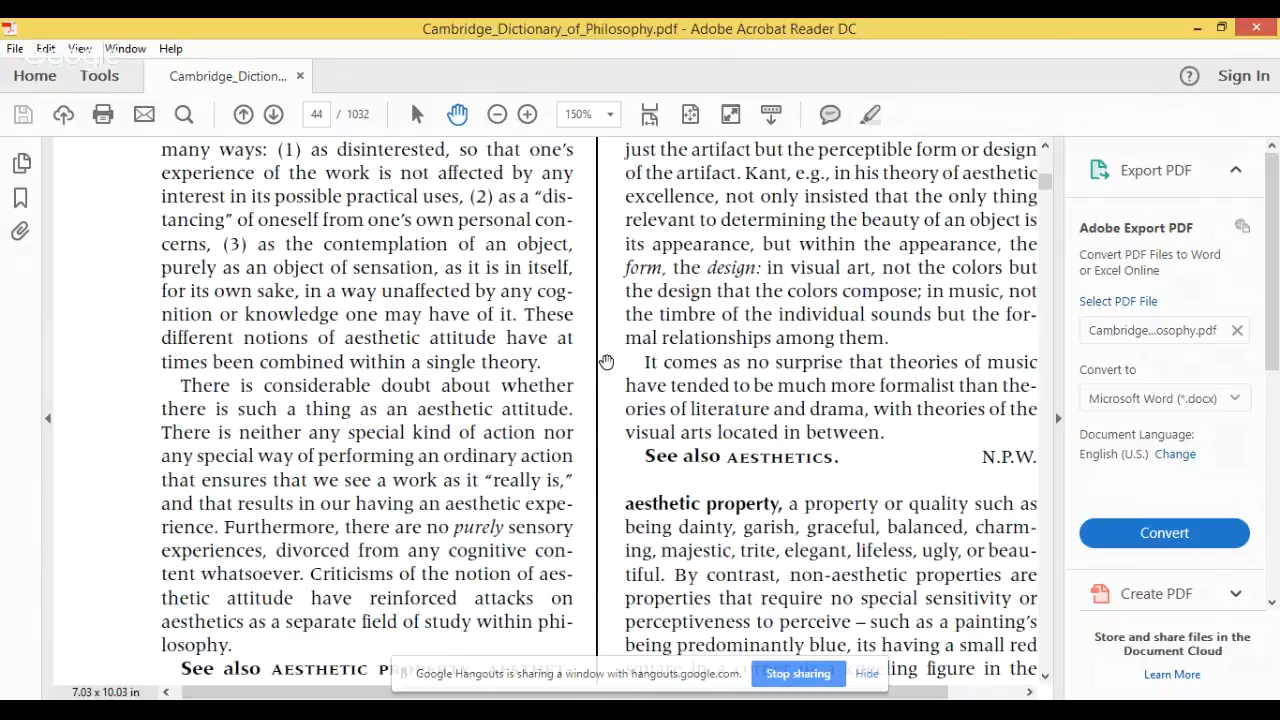 Cambridge_Dictionary_of_Philosophy.pdf - Adobe Acrobat Reader DC
File Edit View Window Help
Google
Home Tools Cambridge_Diction... × Sign In
44 / 1032 150%
many ways: (1) as disinterested, so that one's
experience of the work is not affected by any
interest in its possible practical uses, (2) as a “dis-
tancing” of oneself from one's own personal con-
cerns, (3) as the contemplation of an object,
purely as an object of sensation, as it is in itself,
for its own sake, in a way unaffected by any cog-
nition or knowledge one may have of it. These
different notions of aesthetic attitude have at
times been combined within a single theory.
There is considerable doubt about whether
there is such a thing as an aesthetic attitude.
There is neither any special kind of action nor
any special way of performing an ordinary action
that ensures that we see a work as it “really is,”
and that results in our having an aesthetic expe-
rience. Furthermore, there are no purely sensory
experiences, divorced from any cognitive con-
tent whatsoever. Criticisms of the notion of aes-
thetic attitude have reinforced attacks on
aesthetics as a separate field of study within phi-
losophy.
See also AESTHETIC
just the artifact but the perceptible form or design
of the artifact. Kant, e.g., in his theory of aesthetic
excellence, not only insisted that the only thing
relevant to determining the beauty of an object is
its appearance, but within the appearance, the
form, the design: in visual art, not the colors but
the design that the colors compose; in music, not
the timbre of the individual sounds but the for-
mal relationships among them.
It comes as no surprise that theories of music
have tended to be much more formalist than the-
ories of literature and drama, with theories of the
visual arts located in between.
See also AESTHETICS. N.P.W.
aesthetic property, a property or quality such as
being dainty, garish, graceful, balanced, charm-
ing, majestic, trite, elegant, lifeless, ugly, or beau-
tiful. By contrast, non-aesthetic properties are
properties that require no special sensitivity or
perceptiveness to perceive – such as a painting's
being predominantly blue, its having a small red
figure in the
Google Hangouts is sharing a window with hangouts.google.com. Stop sharing Hide
7.03 x 10.03 in
Export PDF
Adobe Export PDF
Convert PDF Files to Word
or Excel Online
Select PDF File
Cambridge...osophy.pdf
Convert to
Microsoft Word (*.docx)
Document Language:
English (U.S.) Change
Convert
Create PDF
Store and share files in the
Document Cloud
Learn More